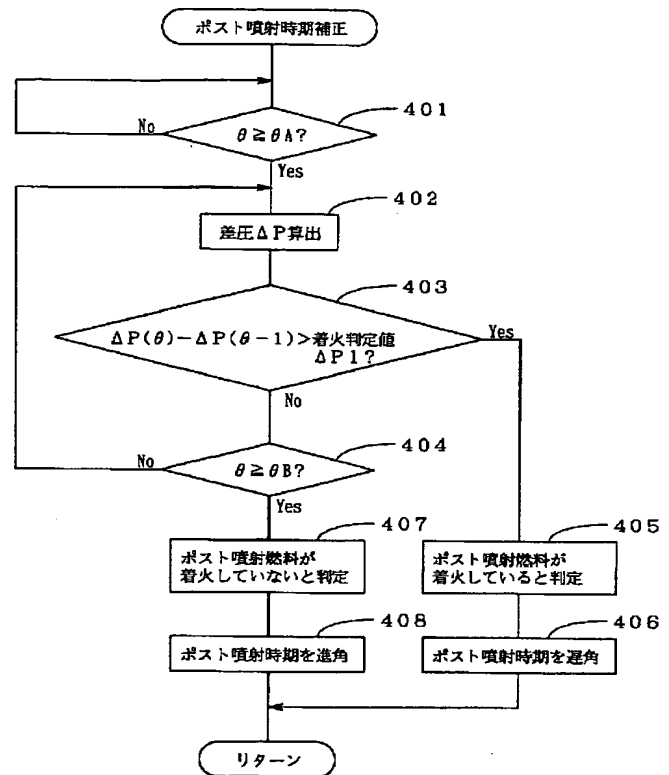 ポスト噴射時期補正
401
No
θ≧θA?
Yes
402
差圧ΔP算出
403
ΔP(θ)-ΔP(θ-1)>着火判定値
ΔP1?
Yes
No
404
No
θ≧θB?
Yes
407
ポスト噴射燃料が
着火していないと判定
405
ポスト噴射燃料が
着火していると判定
408
ポスト噴射時期を進角
406
ポスト噴射時期を遅角
リターン